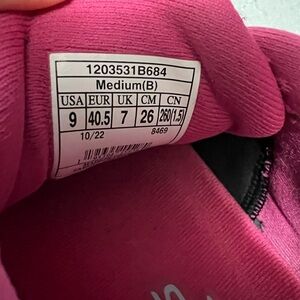 1203531B684
Medium(B)
USA EUR UK CM CN
9 40.5 7 26 260(1.5)
10/22 8469